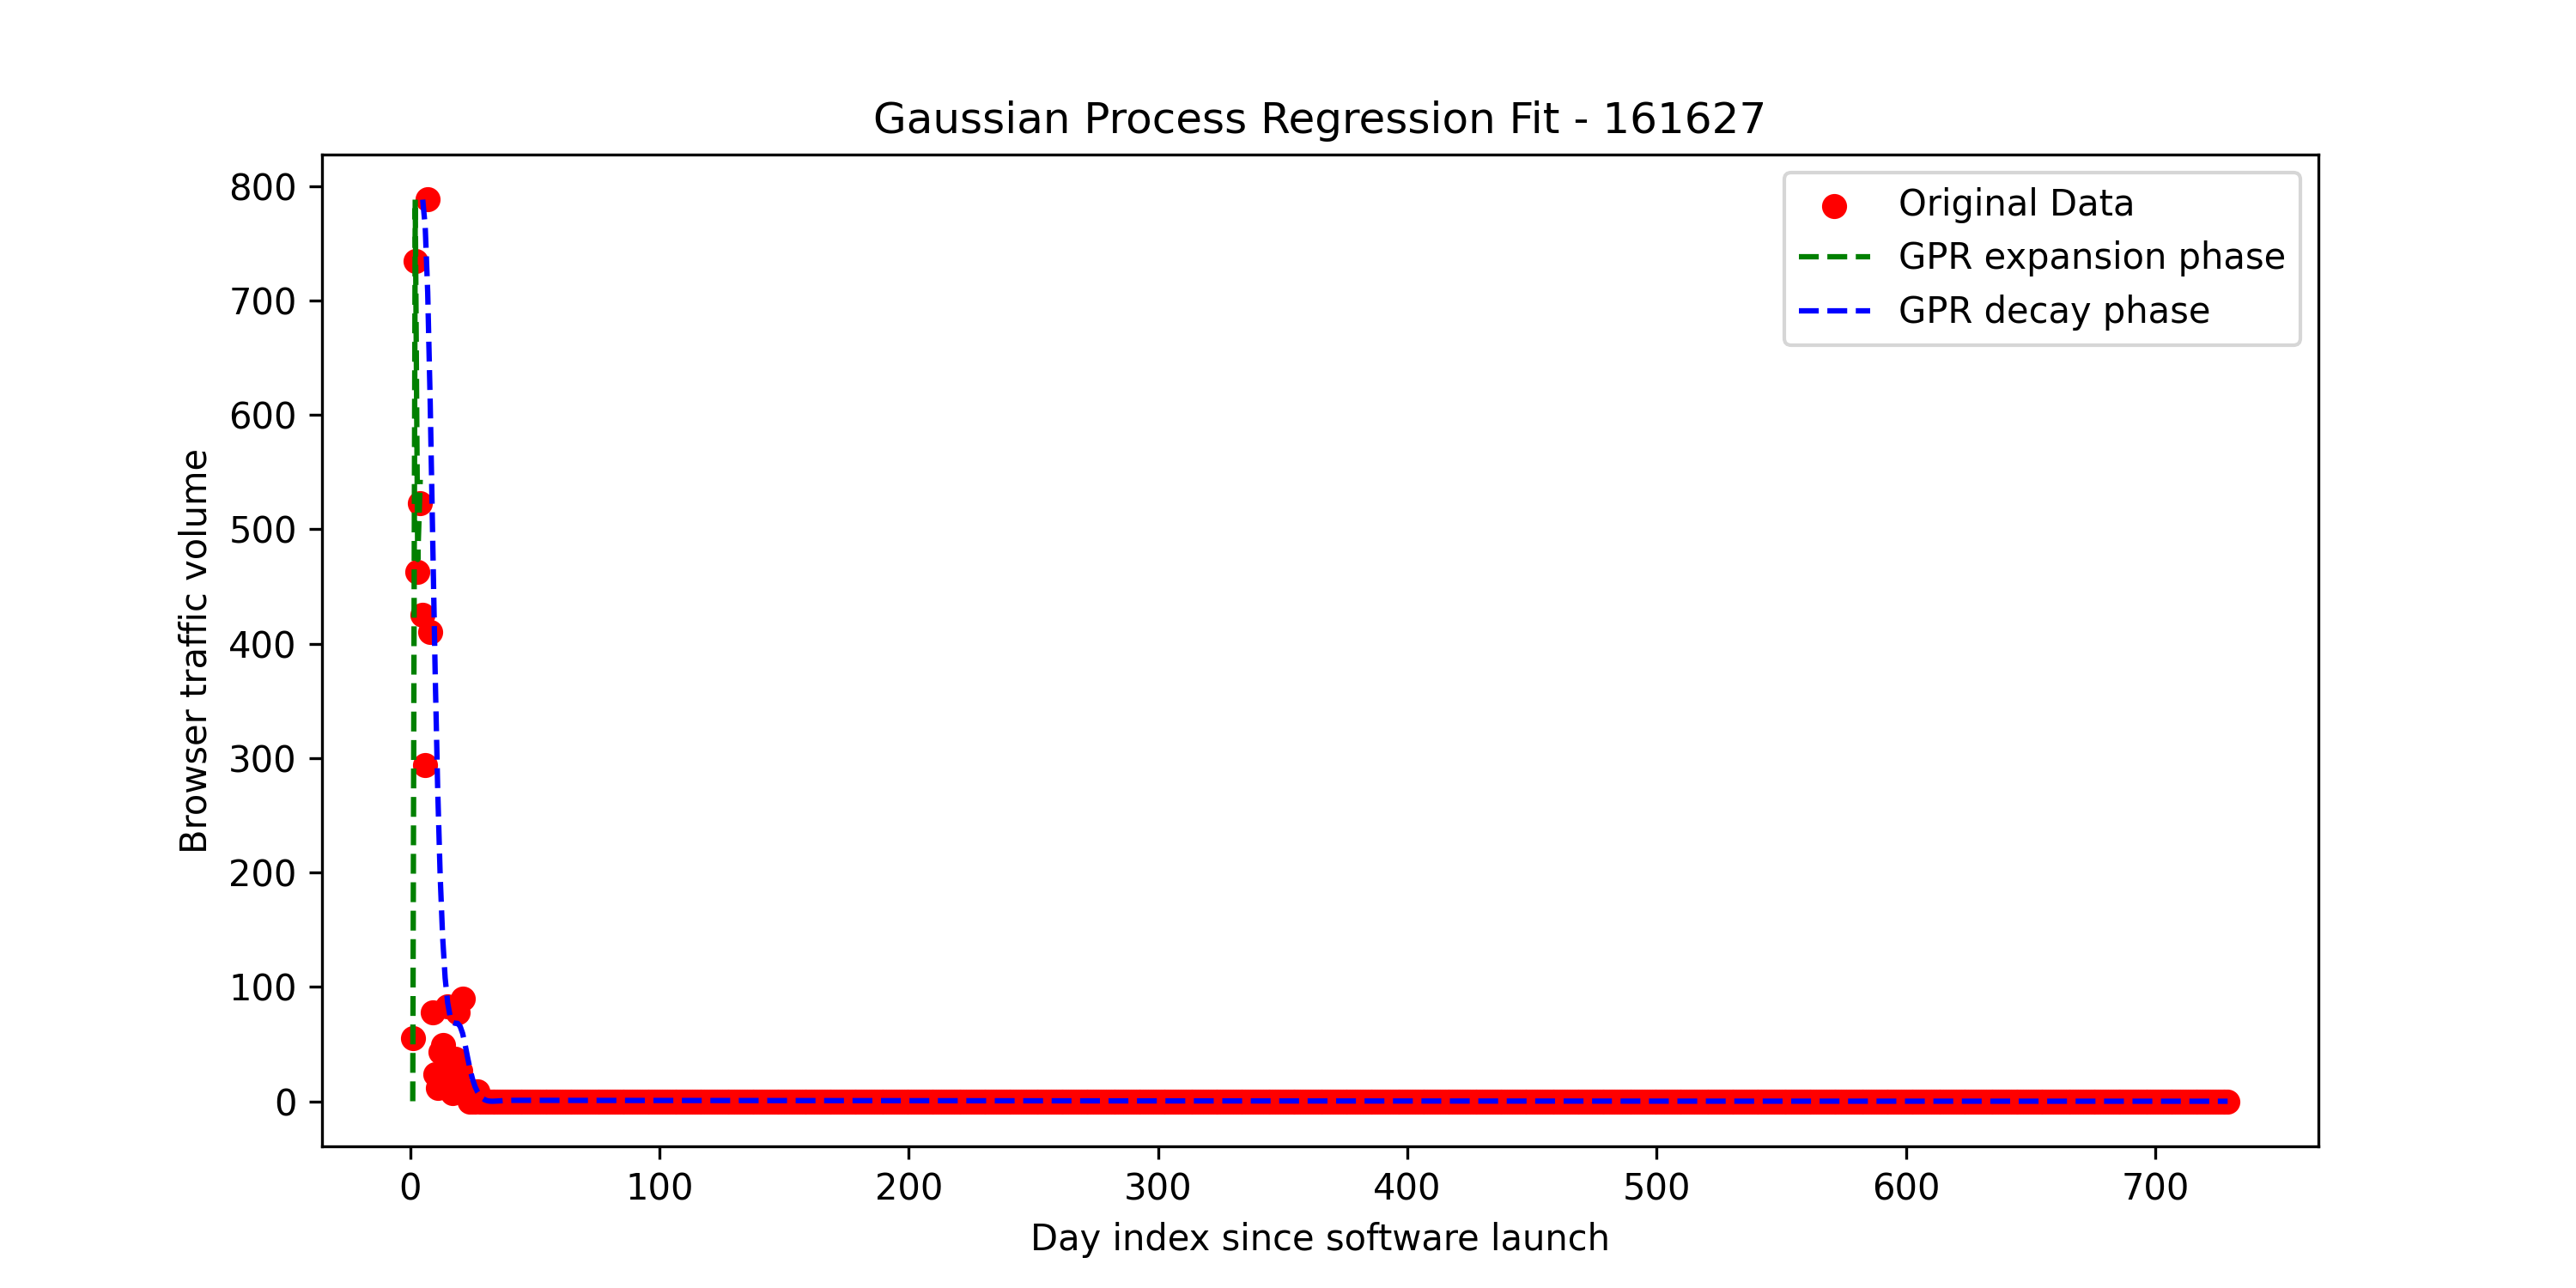 Gaussian Process Regression Fit - 161627
Original Data
GPR expansion phase
GPR decay phase
Browser traffic volume
800
700
600
500
400
300
200
100
0
0 100 200 300 400 500 600 700
Day index since software launch